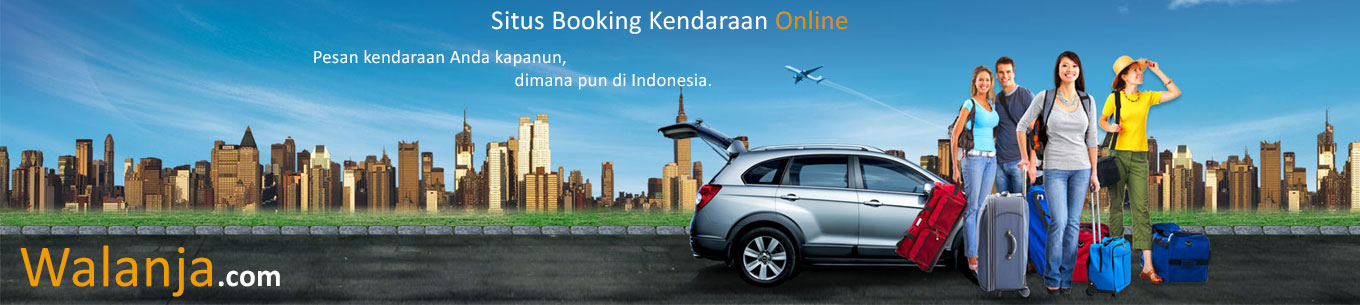 Situs Booking Kendaraan Online
Pesan kendaraan Anda kapanun,
dimana pun di Indonesia.
Walanja.com